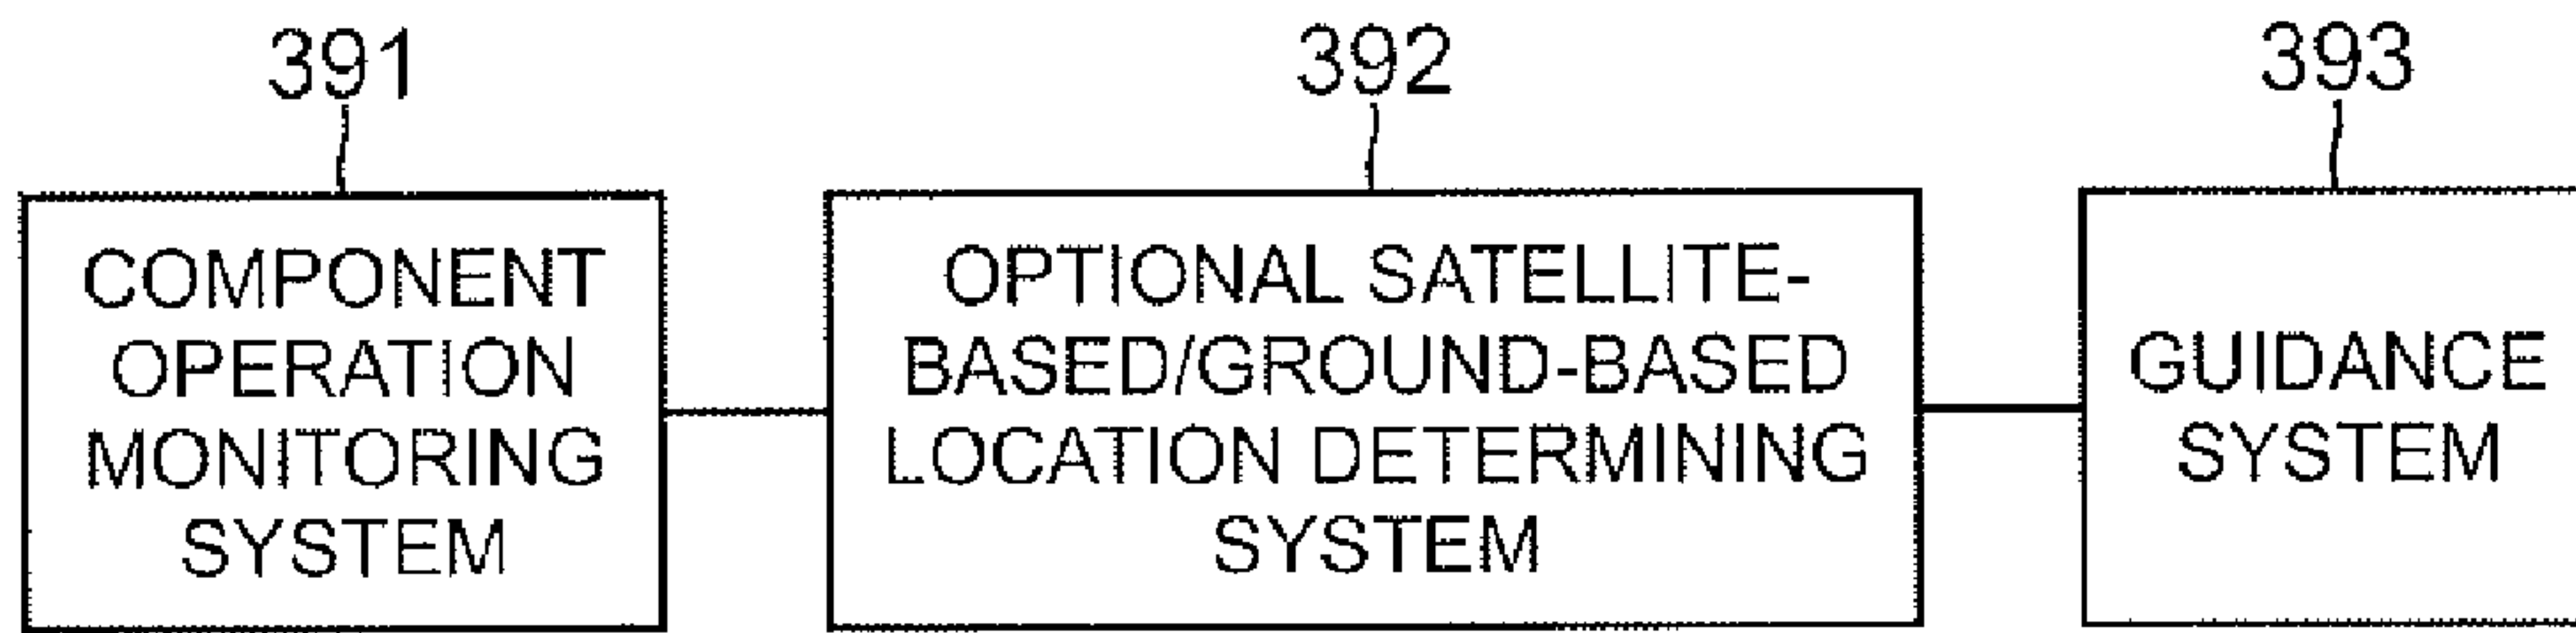 391
392
393
COMPONENT
OPERATION
MONITORING
SYSTEM
OPTIONAL SATELLITE-
BASED/GROUND-BASED
LOCATION DETERMINING
SYSTEM
GUIDANCE
SYSTEM